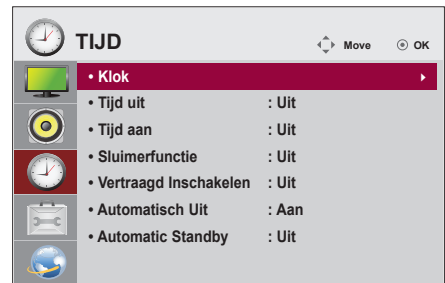 TIJD Move OK
• Klok
• Tijd uit : Uit
• Tijd aan : Uit
• Sluimerfunctie : Uit
• Vertraagd Inschakelen : Uit
• Automatisch Uit : Aan
• Automatic Standby : Uit